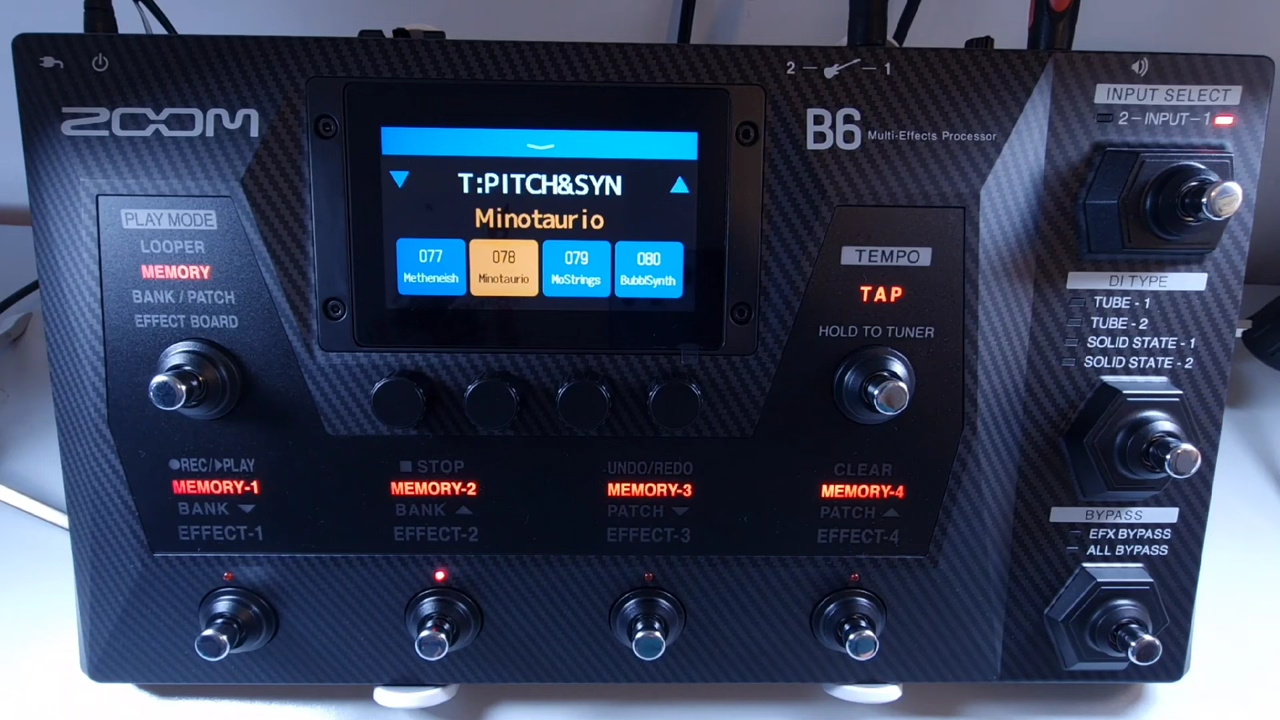 ZOOM
2 — 1
B6 Multi-Effects Processor
INPUT SELECT
2-INPUT-1
T:PITCH&SYN
Minotaurio
077 078 079 080
Metheneish Minotaurio MoStrings BubblSynth
PLAY MODE
LOOPER
MEMORY
BANK / PATCH
EFFECT BOARD
TEMPO
TAP
HOLD TO TUNER
DI TYPE
TUBE - 1
TUBE - 2
SOLID STATE - 1
SOLID STATE - 2
●REC/▶PLAY ■STOP UNDO/REDO CLEAR
MEMORY-1 MEMORY-2 MEMORY-3 MEMORY-4
BANK ▼ BANK ▲ PATCH ▼ PATCH ▲
EFFECT-1 EFFECT-2 EFFECT-3 EFFECT-4
BYPASS
EFX BYPASS
ALL BYPASS